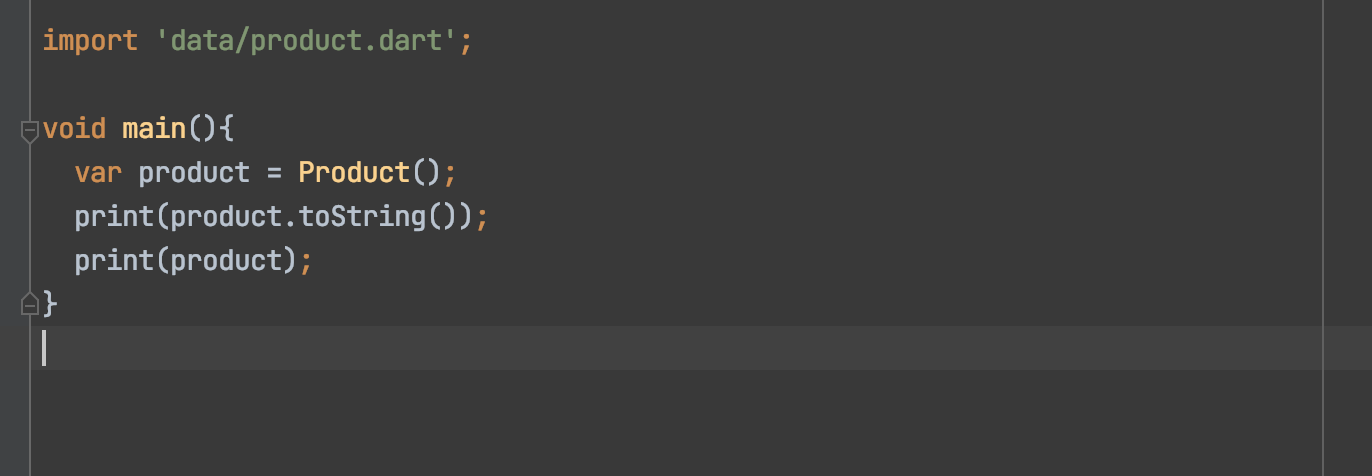 import 'data/product.dart';
void main(){
  var product = Product();
  print(product.toString());
  print(product);
}